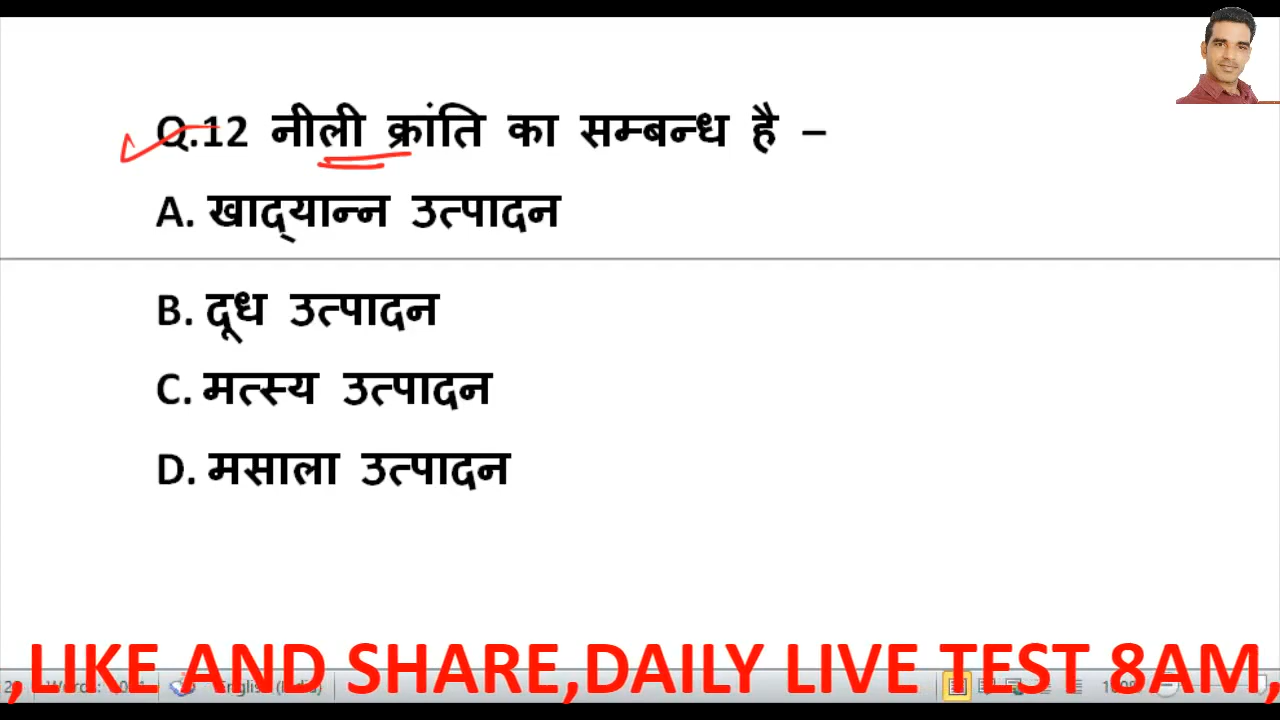 Q.12 नीली क्रांति का सम्बन्ध है –
A. खाद्यान्न उत्पादन
B. दूध उत्पादन
C. मत्स्य उत्पादन
D. मसाला उत्पादन
,LIKE AND SHARE,DAILY LIVE TEST 8AM,